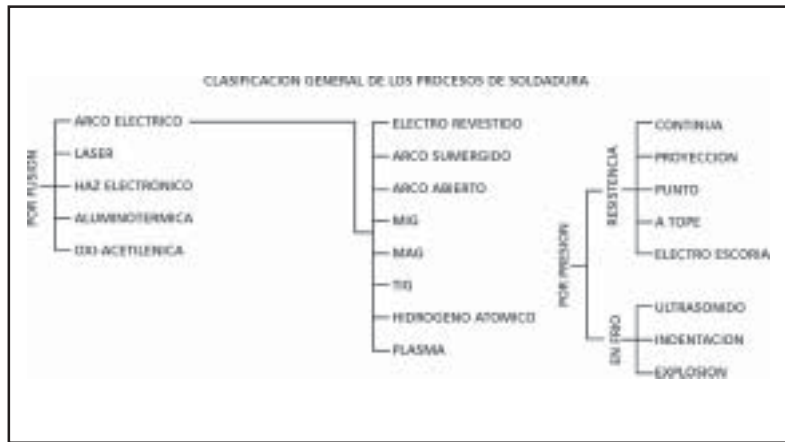 CLASIFICACION GENERAL DE LOS PROCESOS DE SOLDADURA
POR FUSION
ARCO ELECTRICO
LASER
HAZ ELECTRONICO
ALUMINOTERMICA
OXI-ACETILENICA
ELECTRO REVESTIDO
ARCO SUMERGIDO
ARCO ABIERTO
MIG
MAG
TIG
HIDROGENO ATOMICO
PLASMA
POR PRESION
RESISTENCIA
CONTINUA
PROYECCION
PUNTO
A TOPE
ELECTRO ESCORIA
EN FRIO
ULTRASONIDO
INDENTACION
EXPLOSION